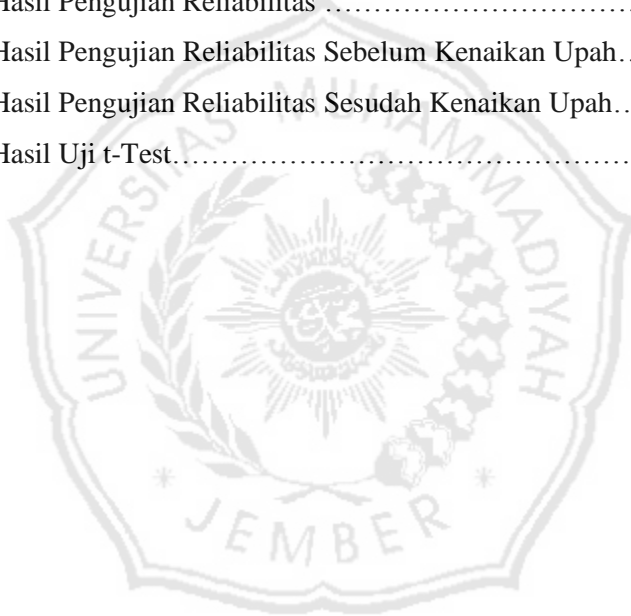 Hasil Pengujian Reliabilitas ……………………………
Hasil Pengujian Reliabilitas Sebelum Kenaikan Upah…
Hasil Pengujian Reliabilitas Sesudah Kenaikan Upah….
Hasil Uji t-Test…………………………………………
UNIVERSITAS MUHAMMADIYAH
JEMBER